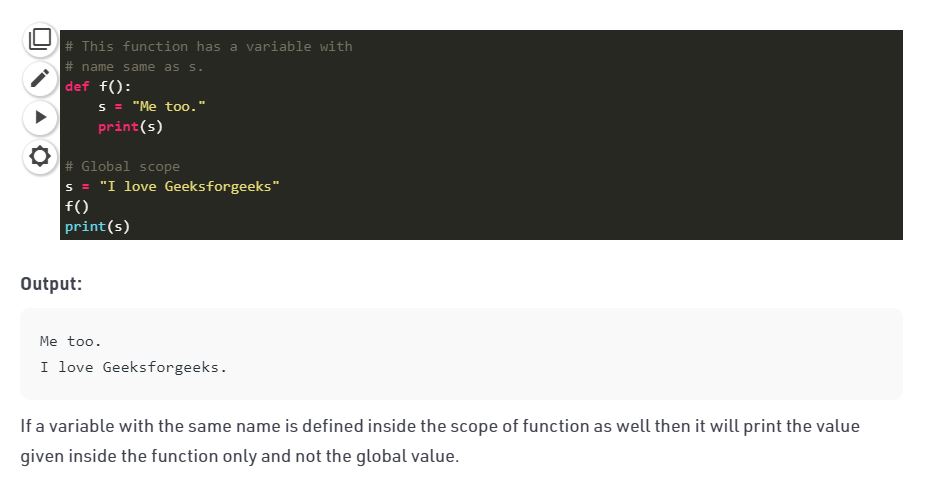 # This function has a variable with
# name same as s.
def f():
    s = "Me too."
    print(s)

# Global scope
s = "I love Geeksforgeeks"
f()
print(s)
Output:
Me too.
I love Geeksforgeeks.
If a variable with the same name is defined inside the scope of function as well then it will print the value
given inside the function only and not the global value.